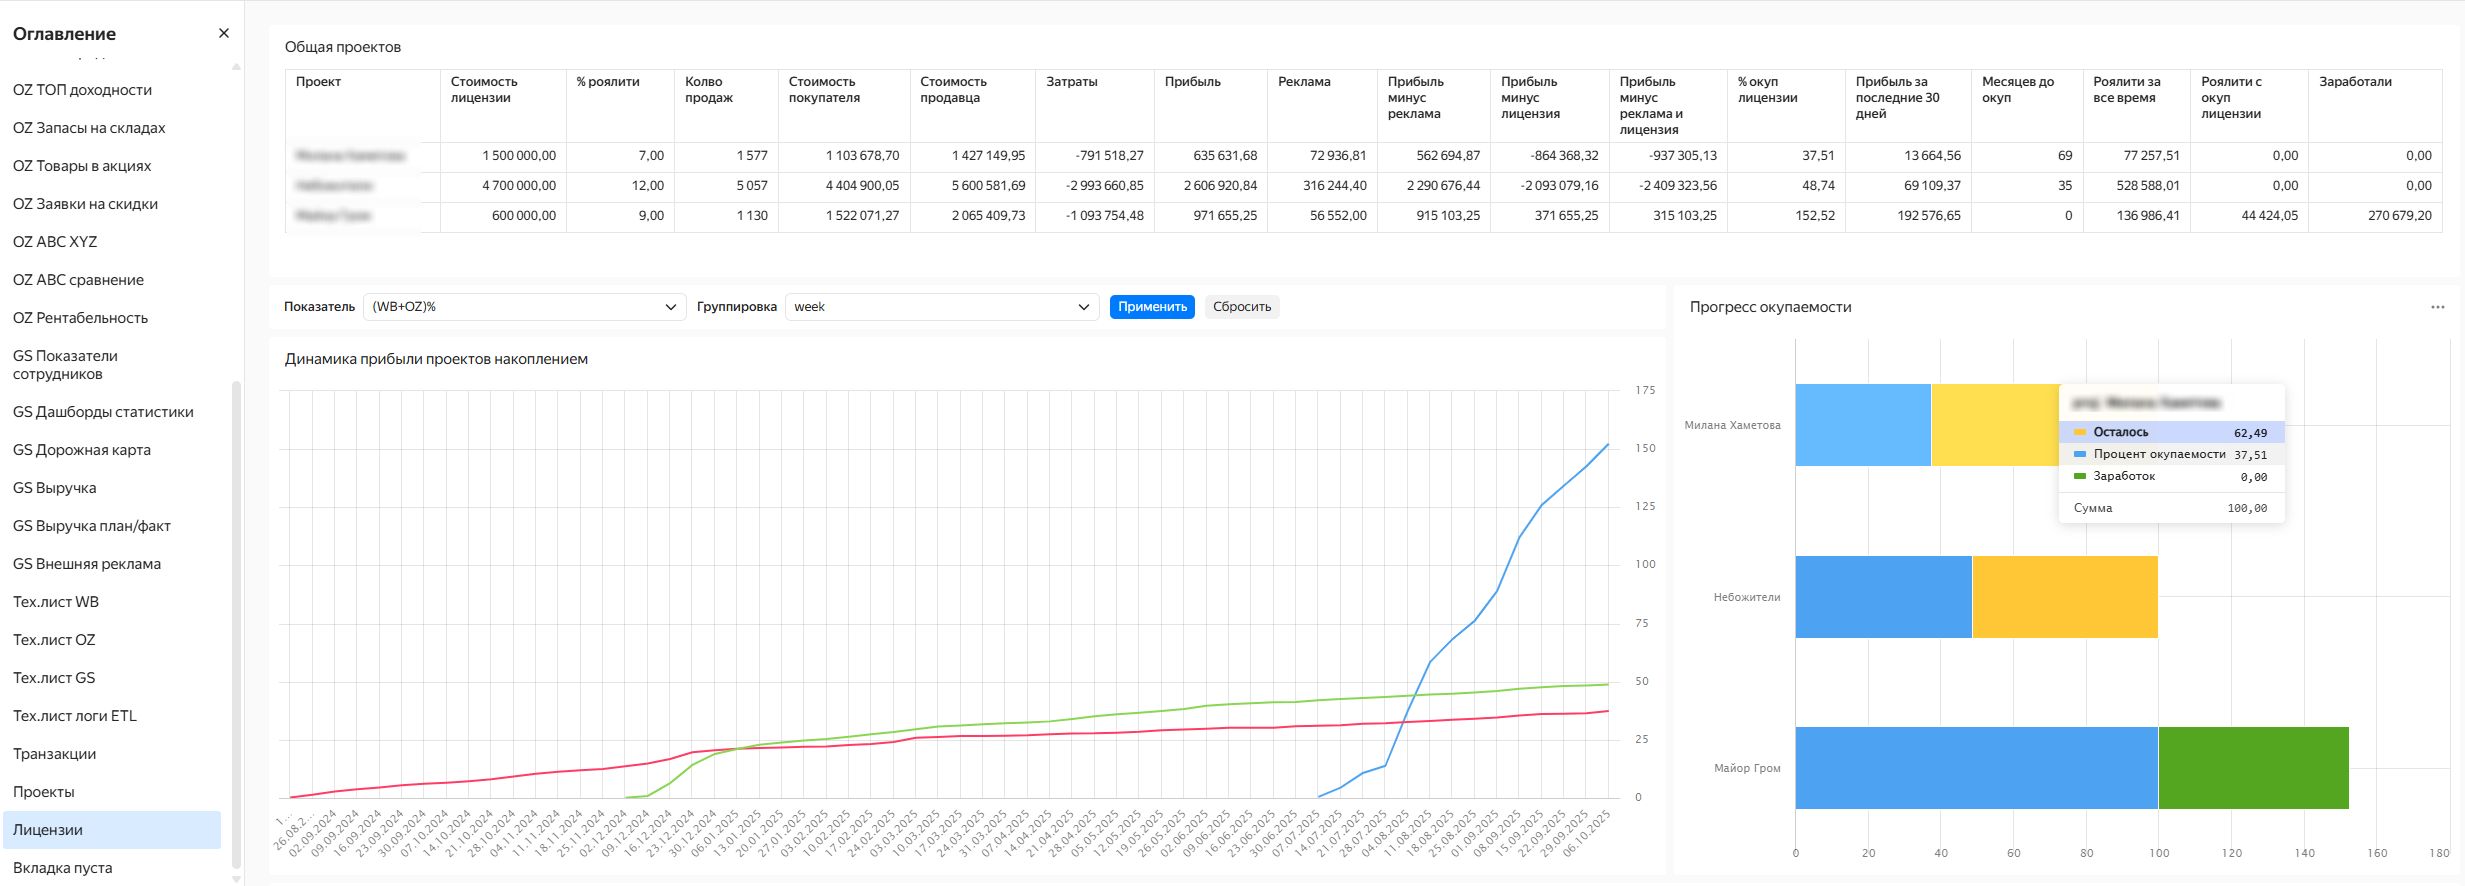 Оглавление
OZ ТОП доходности
OZ Запасы на складах
OZ Товары в акциях
OZ Заявки на скидки
OZ ABC XYZ
OZ ABC сравнение
OZ Рентабельность
GS Показатели
сотрудников
GS Дашборды статистики
GS Дорожная карта
GS Выручка
GS Выручка план/факт
GS Внешняя реклама
Тех.лист WB
Тех.лист OZ
Тех.лист GS
Тех.лист логи ETL
Транзакции
Проекты
Лицензии
Вкладка пуста
Общая проектов
Проект Стоимость лицензии % роялити Колво продаж Стоимость покупателя Стоимость продавца Затраты Прибыль Реклама Прибыль минус реклама Прибыль минус лицензия Прибыль минус реклама и лицензия % окуп лицензии Прибыль за последние 30 дней Месяцев до окуп Роялити за все время Роялити с окуп лицензии Заработали
1 500 000,00 7,00 1 577 1 103 678,70 1 427 149,95 -791 518,27 635 631,68 72 936,81 562 694,87 -864 368,32 -937 305,13 37,51 13 664,56 69 77 257,51 0,00 0,00
4 700 000,00 12,00 5 057 4 404 900,05 5 600 581,69 -2 993 660,85 2 606 920,84 316 244,40 2 290 676,44 -2 093 079,16 -2 409 323,56 48,74 69 109,37 35 528 588,01 0,00 0,00
600 000,00 9,00 1 130 1 522 071,27 2 065 409,73 -1 093 754,48 971 655,25 56 552,00 915 103,25 371 655,25 315 103,25 152,52 192 576,65 0 136 986,41 44 424,05 270 679,20
Показатель (WB+OZ)% Группировка week Применить Сбросить
Динамика прибыли проектов накоплением
175
150
125
100
75
50
25
0
1... 26.08.2... 02.09.2024 09.09.2024 16.09.2024 23.09.2024 30.09.2024 07.10.2024 14.10.2024 21.10.2024 28.10.2024 04.11.2024 11.11.2024 18.11.2024 25.11.2024 02.12.2024 09.12.2024 16.12.2024 23.12.2024 30.12.2024 06.01.2025 13.01.2025 20.01.2025 27.01.2025 03.02.2025 10.02.2025 17.02.2025 24.02.2025 03.03.2025 10.03.2025 17.03.2025 24.03.2025 31.03.2025 07.04.2025 14.04.2025 21.04.2025 28.04.2025 05.05.2025 12.05.2025 19.05.2025 26.05.2025 02.06.2025 09.06.2025 16.06.2025 23.06.2025 30.06.2025 07.07.2025 14.07.2025 21.07.2025 28.07.2025 04.08.2025 11.08.2025 18.08.2025 25.08.2025 01.09.2025 08.09.2025 15.09.2025 22.09.2025 29.09.2025 06.10.2025
Прогресс окупаемости
Милана Хаметова
Осталось 62,49
Процент окупаемости 37,51
Заработок 0,00
Сумма 100,00
Небожители
Майор Гром
0 20 40 60 80 100 120 140 160 180